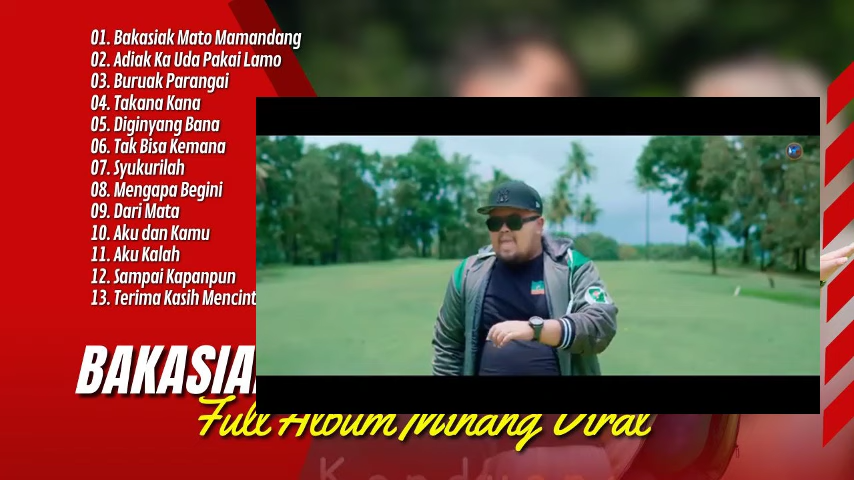 01. Bakasiak Mato Mamandang
02. Adiak Ka Uda Pakai Lamo
03. Buruak Parangai
04. Takana Kana
05. Diginyang Bana
06. Tak Bisa Kemana
07. Syukurilah
08. Mengapa Begini
09. Dari Mata
10. Aku dan Kamu
11. Aku Kalah
12. Sampai Kapanpun
13. Terima Kasih Mencint
BAKASIA
Full Album Minang Viral